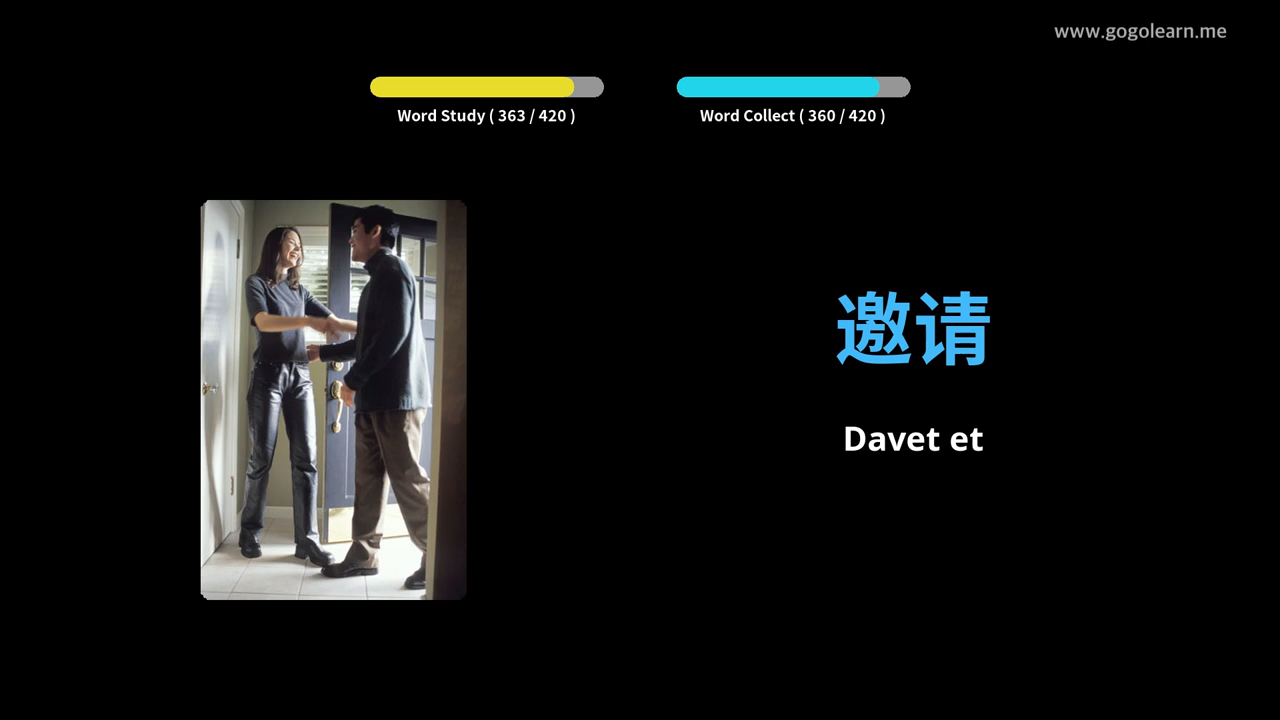 www.gogolearn.me
Word Study ( 363 / 420 )
Word Collect ( 360 / 420 )
邀请
Davet et